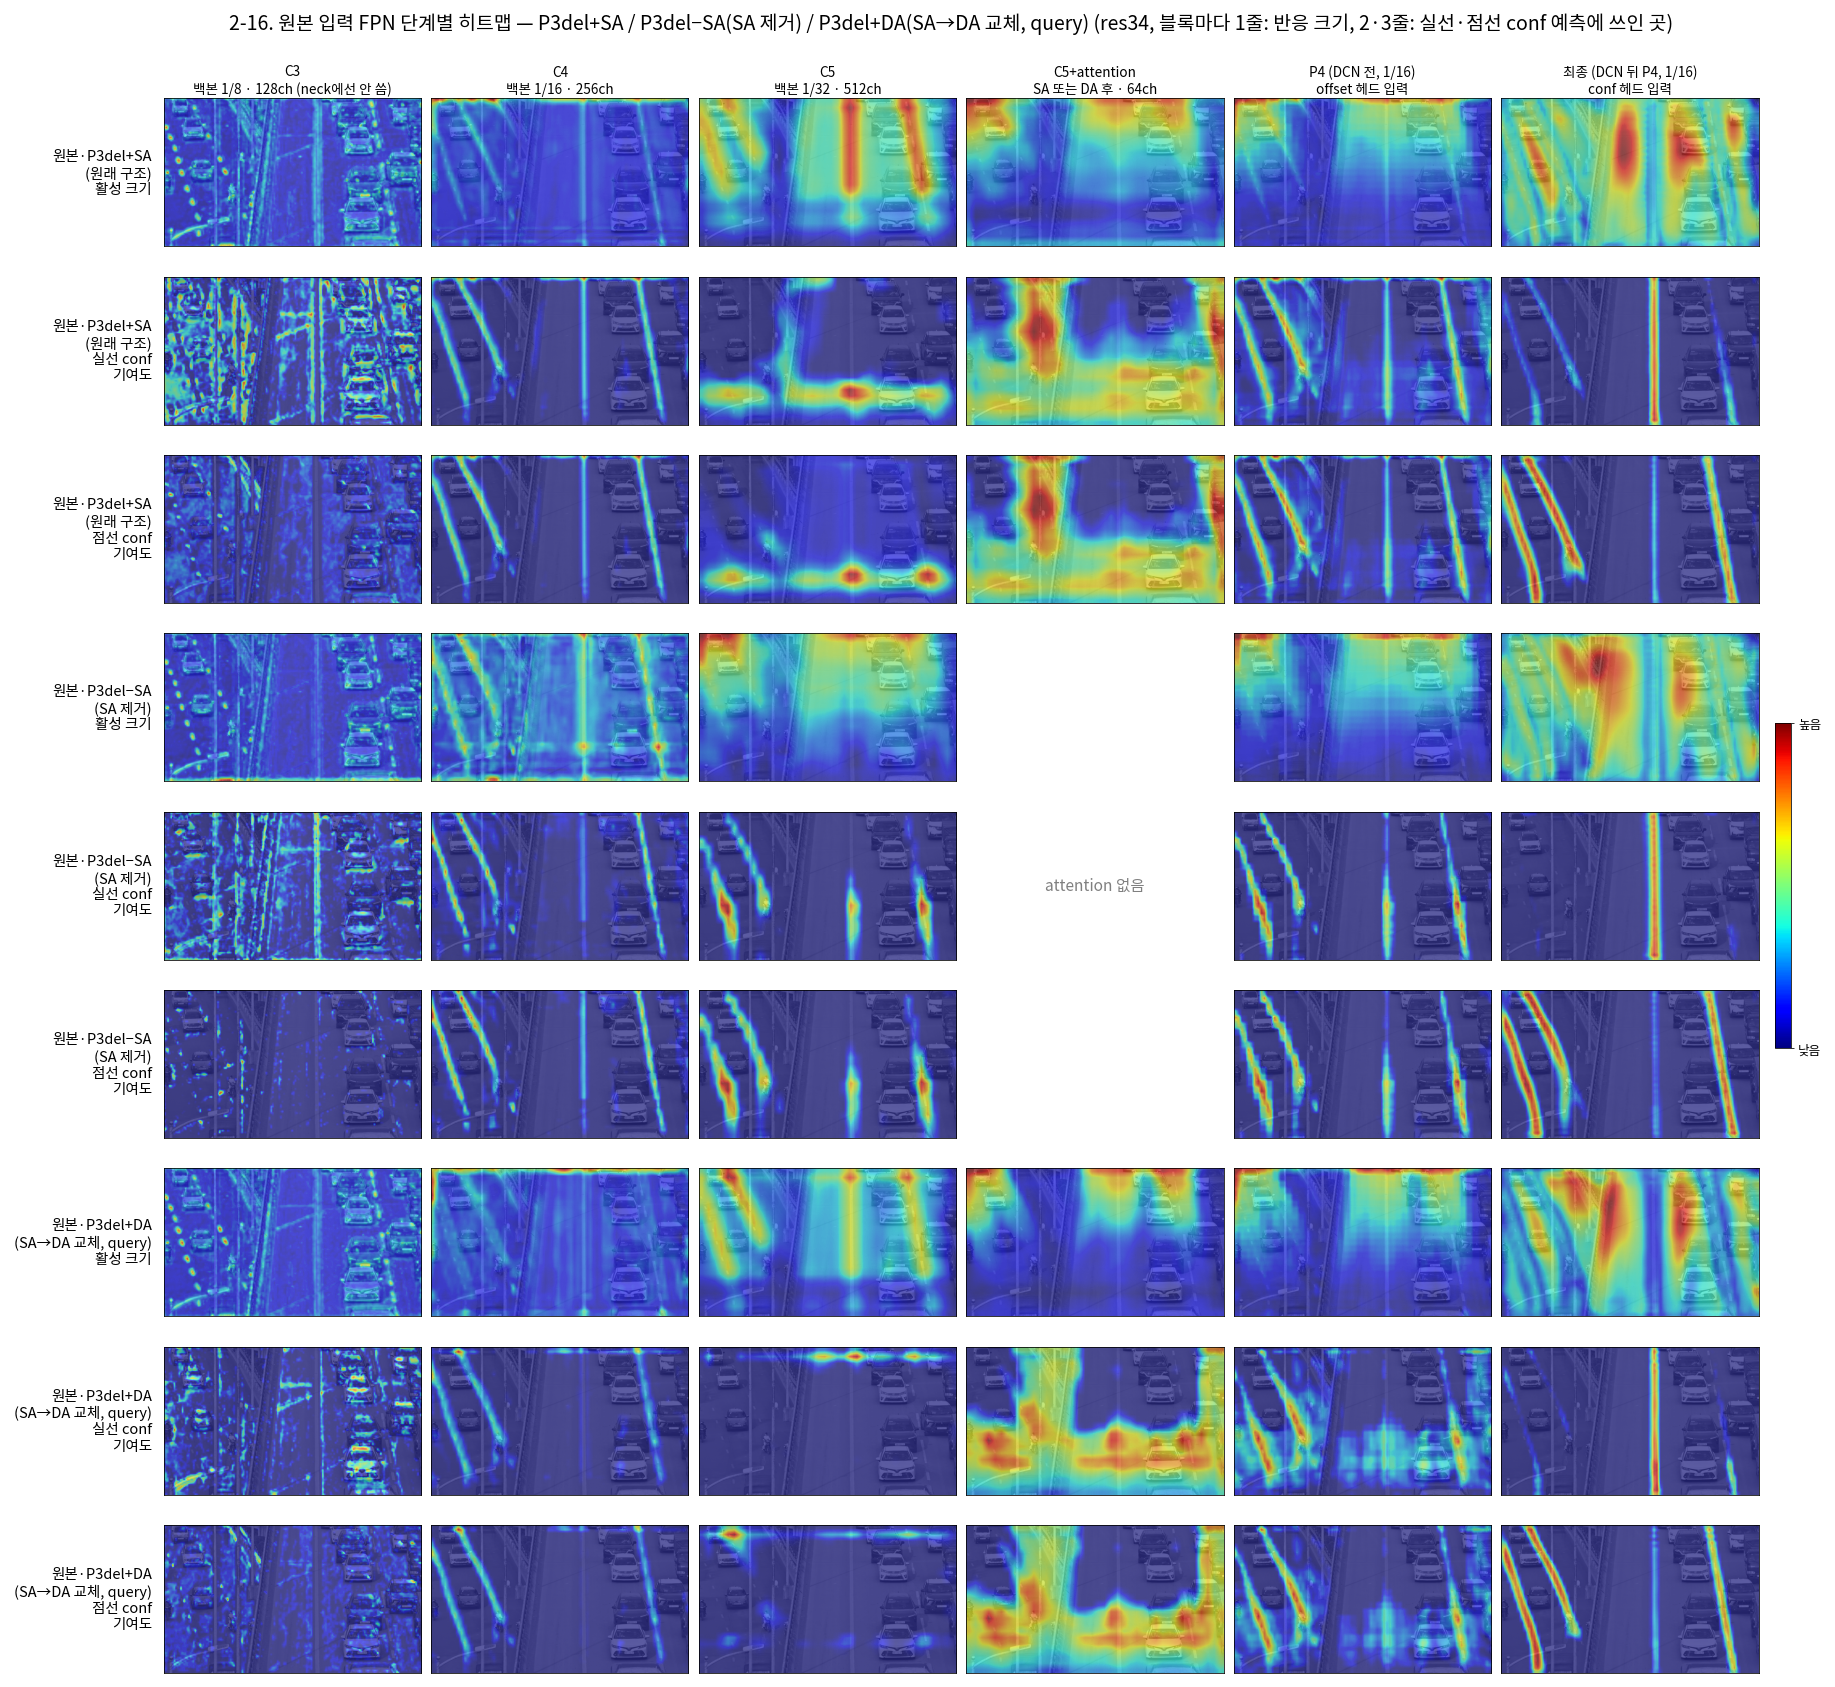 2-16. 원본 입력 FPN 단계별 히트맵 — P3del+SA / P3del−SA(SA 제거) / P3del+DA(SA→DA 교체, query) (res34, 블록마다 1줄: 반응 크기, 2·3줄: 실선·점선 conf 예측에 쓰인 곳)
C3
백본 1/8 · 128ch (neck에선 안 씀)
C4
백본 1/16 · 256ch
C5
백본 1/32 · 512ch
C5+attention
SA 또는 DA 후 · 64ch
P4 (DCN 전, 1/16)
offset 헤드 입력
최종 (DCN 뒤 P4, 1/16)
conf 헤드 입력
원본·P3del+SA
(원래 구조)
활성 크기
원본·P3del+SA
(원래 구조)
실선 conf
기여도
원본·P3del+SA
(원래 구조)
점선 conf
기여도
원본·P3del−SA
(SA 제거)
활성 크기
높음
원본·P3del−SA
(SA 제거)
실선 conf
기여도
attention 없음
원본·P3del−SA
(SA 제거)
점선 conf
기여도
낮음
원본·P3del+DA
(SA→DA 교체, query)
활성 크기
원본·P3del+DA
(SA→DA 교체, query)
실선 conf
기여도
원본·P3del+DA
(SA→DA 교체, query)
점선 conf
기여도